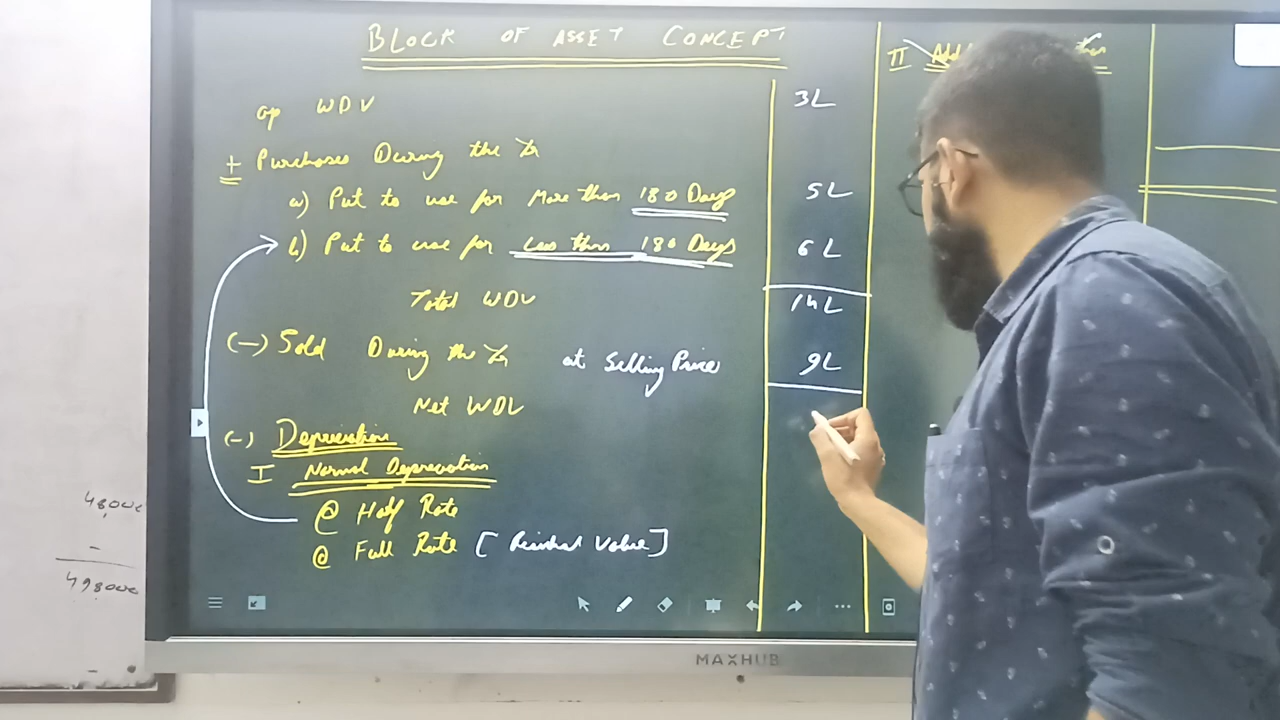 BLOCK OF ASSET CONCEPT
op WDV 3L
+ Purchases During the Yr
a) Put to use for More than 180 Days 5L
b) Put to use for Less than 180 Days 6L
Total WDV 14L
(-) Sold During the Yr at Selling Price 9L
Net WDV
(-) Depreciation
I Normal Depreciation
@ Half Rate
@ Full Rate [Residual Value]
II
48000
-
498000
MAXHUB